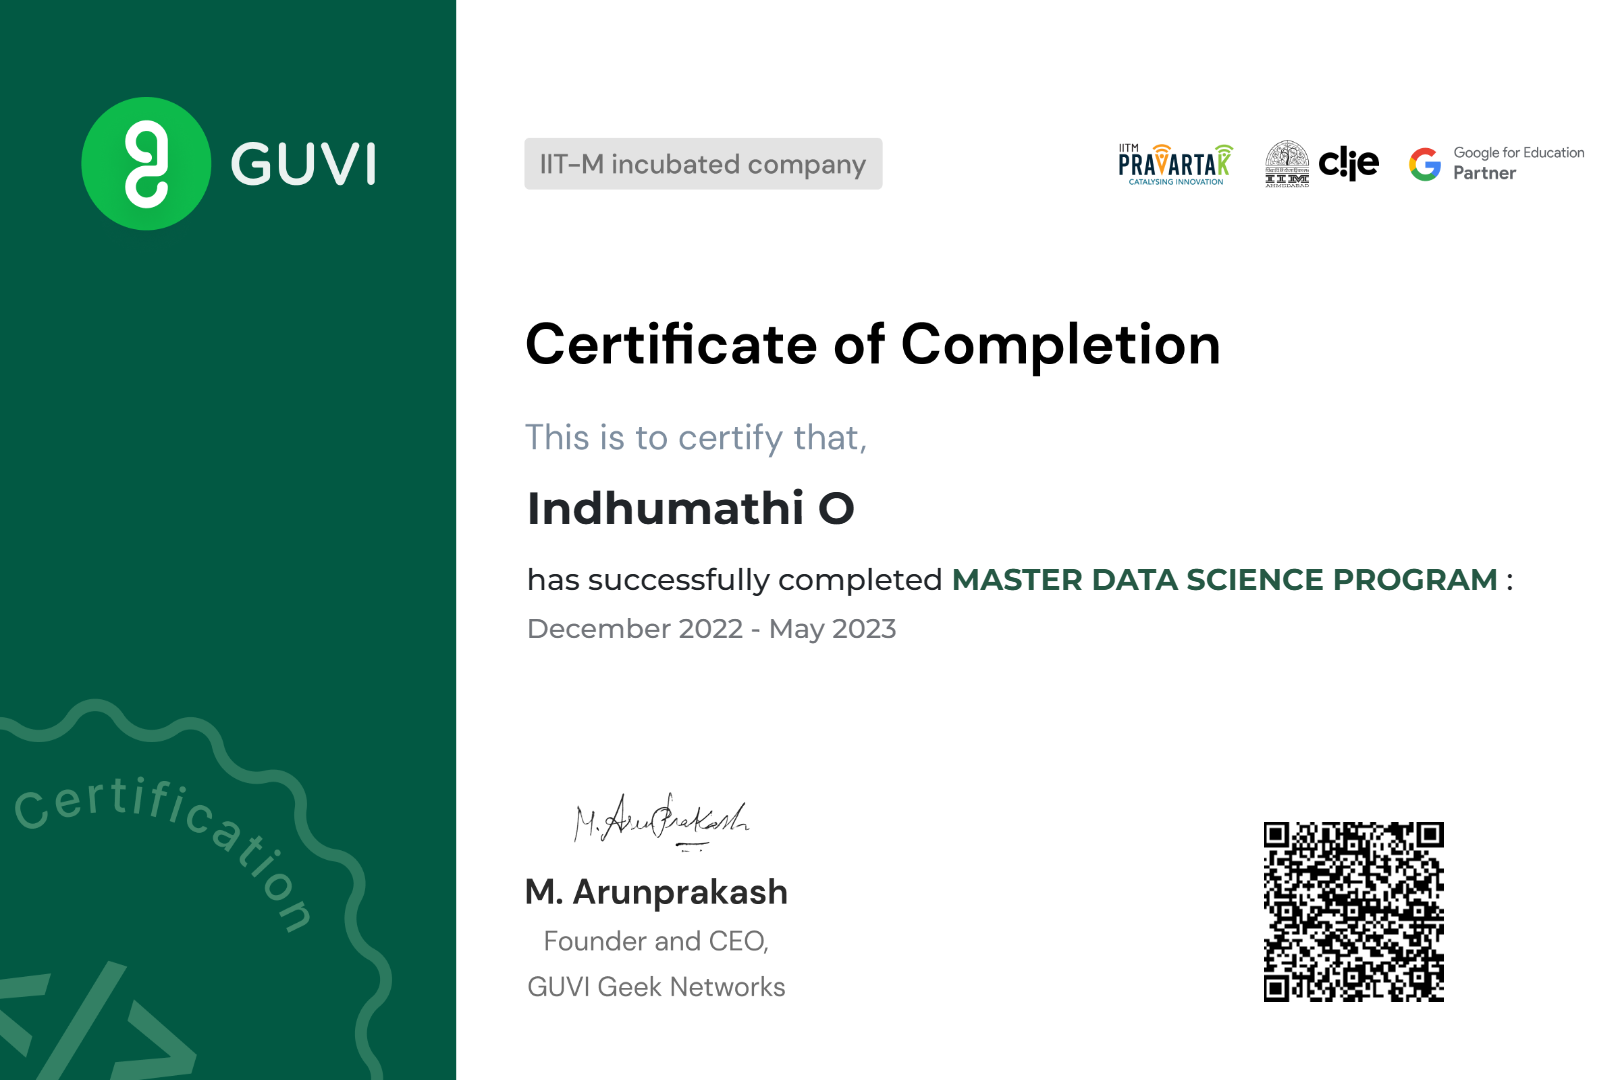 GUVI
IIT-M incubated company
IITM
PRAVARTAK
CATALYSING INNOVATION
IIM
AHMEDABAD
c!ie
Google for Education
Partner
Certificate of Completion
This is to certify that,
Indhumathi O
has successfully completed MASTER DATA SCIENCE PROGRAM :
December 2022 - May 2023
Certification
</>
M. Arunprakash
M. Arunprakash
Founder and CEO,
GUVI Geek Networks